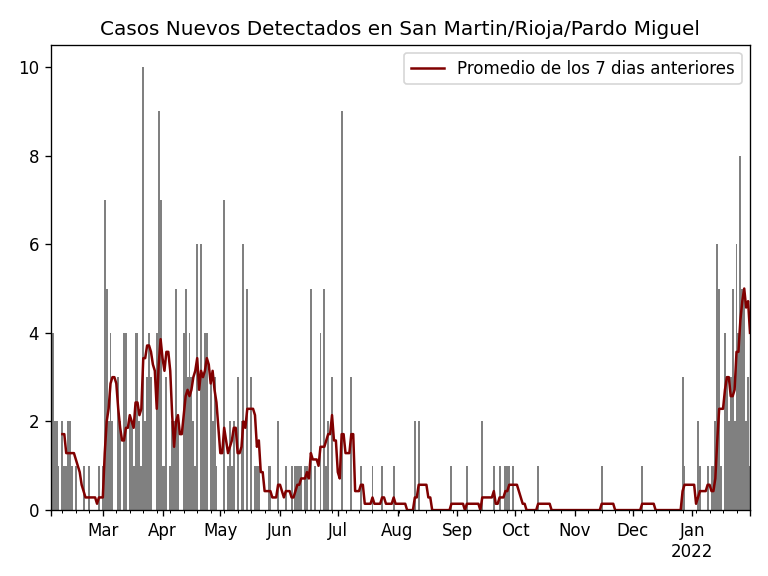 Casos Nuevos Detectados en San Martin/Rioja/Pardo Miguel
Promedio de los 7 dias anteriores
10
8
6
4
2
0
Mar Apr May Jun Jul Aug Sep Oct Nov Dec Jan
2022